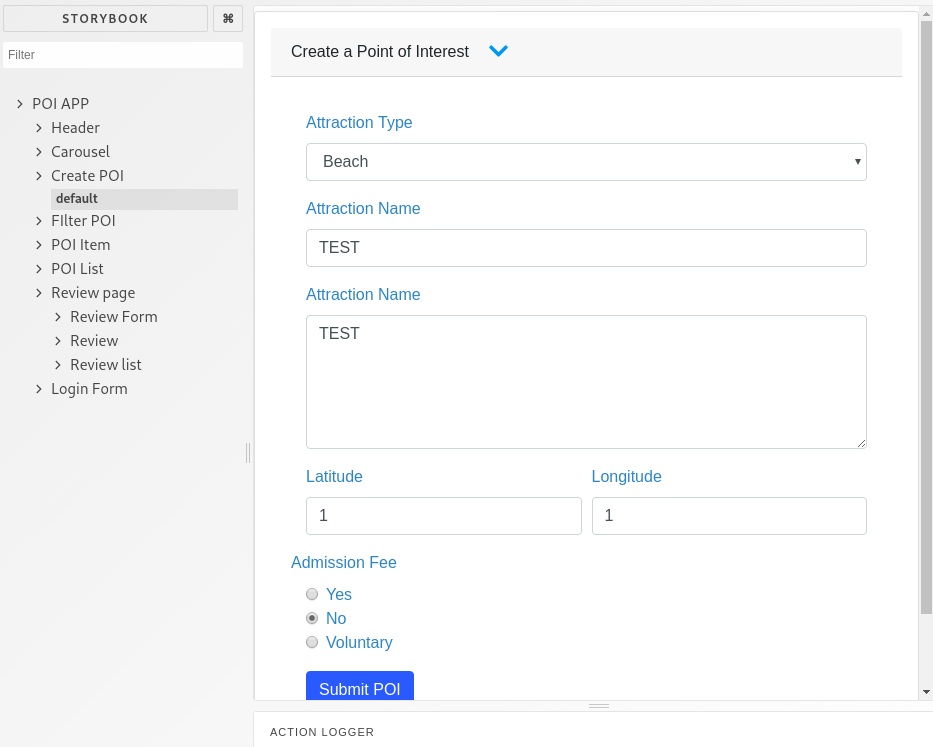 STORYBOOK
⌘
Filter
POI APP
Header
Carousel
Create POI
default
FIlter POI
POI Item
POI List
Review page
Review Form
Review
Review list
Login Form
Create a Point of Interest
Attraction Type
Beach
Attraction Name
TEST
Attraction Name
TEST
Latitude Longitude
1 1
Admission Fee
Yes
No
Voluntary
Submit POI
ACTION LOGGER